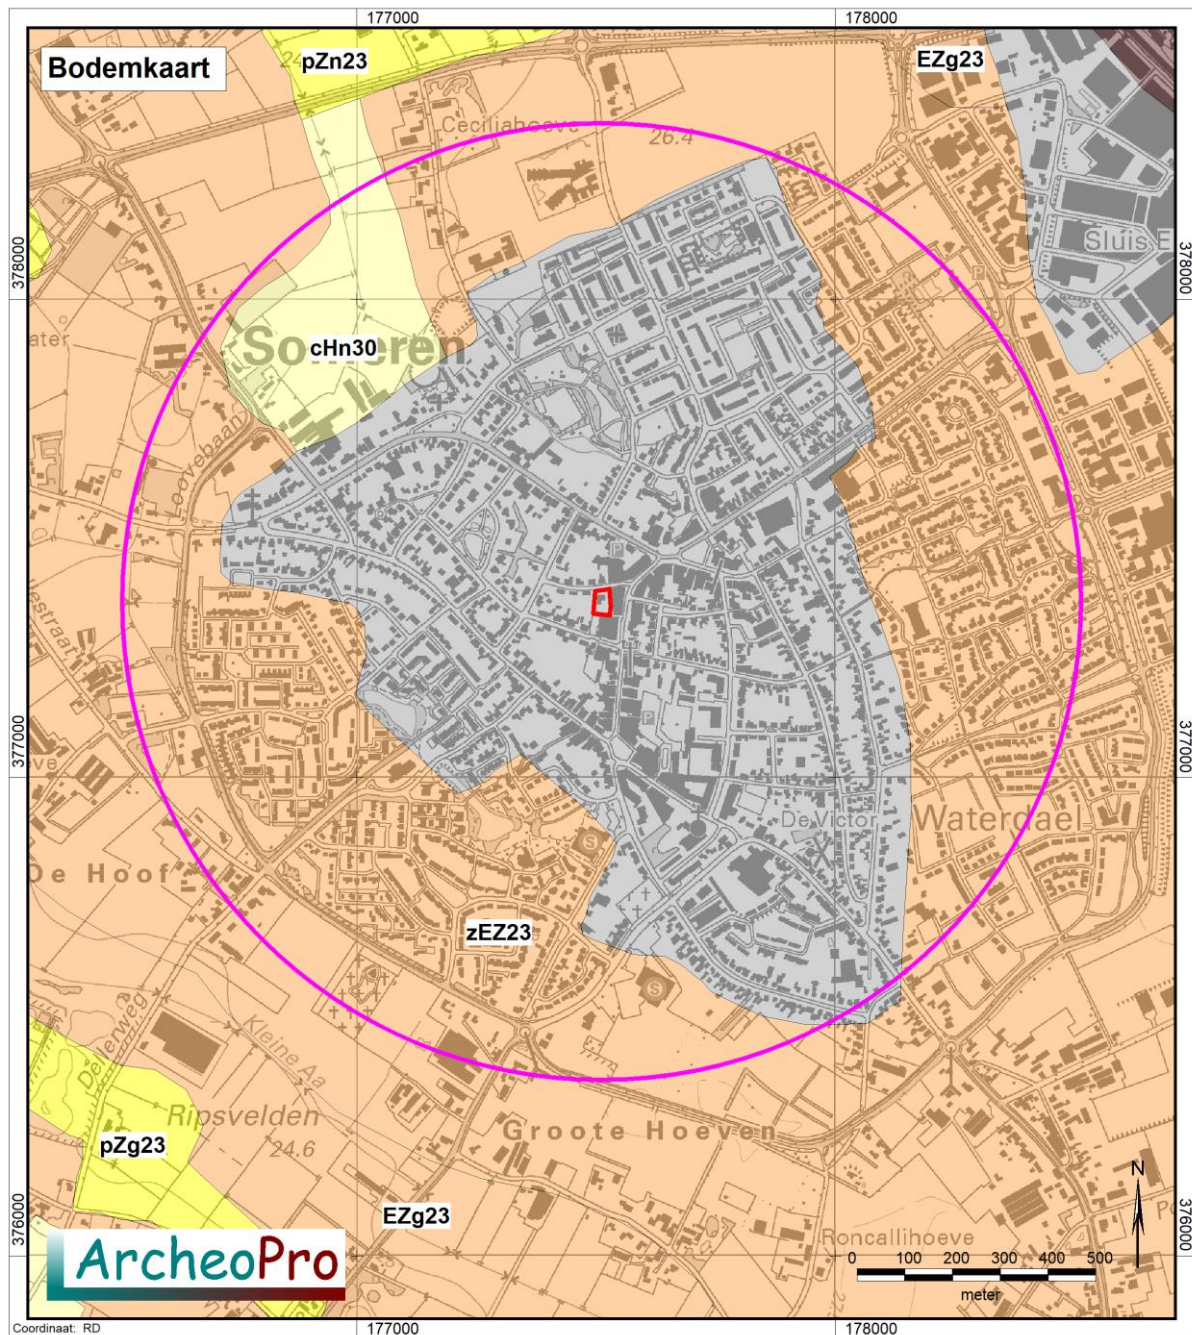 177000
178000
Bodemkaart
pZn23
EZg23
Ceciliahoeve
26.4
378000
378000
Sluis E
ater
Someren
cHn30
Loovebaan
P
P
estraat
P
377000
377000
De Victor
Waterdael
De Hoof
S
zEZ23
S
Deherweg
Kleine Aa
Ripsvelden
24.6
Groote Hoeven
pZg23
EZg23
N
376000
376000
Roncallihoeve
0 100 200 300 400 500
meter
ArcheoPro
Coordinaat: RD
177000
178000